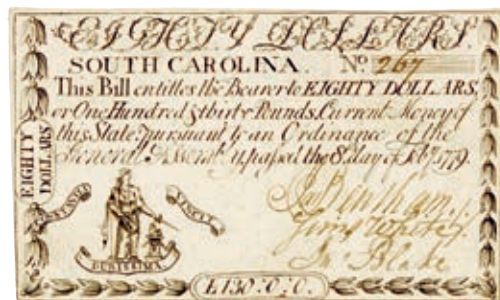 EIGHTY DOLLARS.
SOUTH CAROLINA. No. 267
This Bill entitles the Bearer to EIGHTY DOLLARS,
or One Hundred & thirty Pounds, Current Money of
this State, pursuant to an Ordinance of the
General Assembly, passed the 8th day of Feby. 1779.
EIGHTY
DOLLARS
Bentham
Blake
£130:0:0.